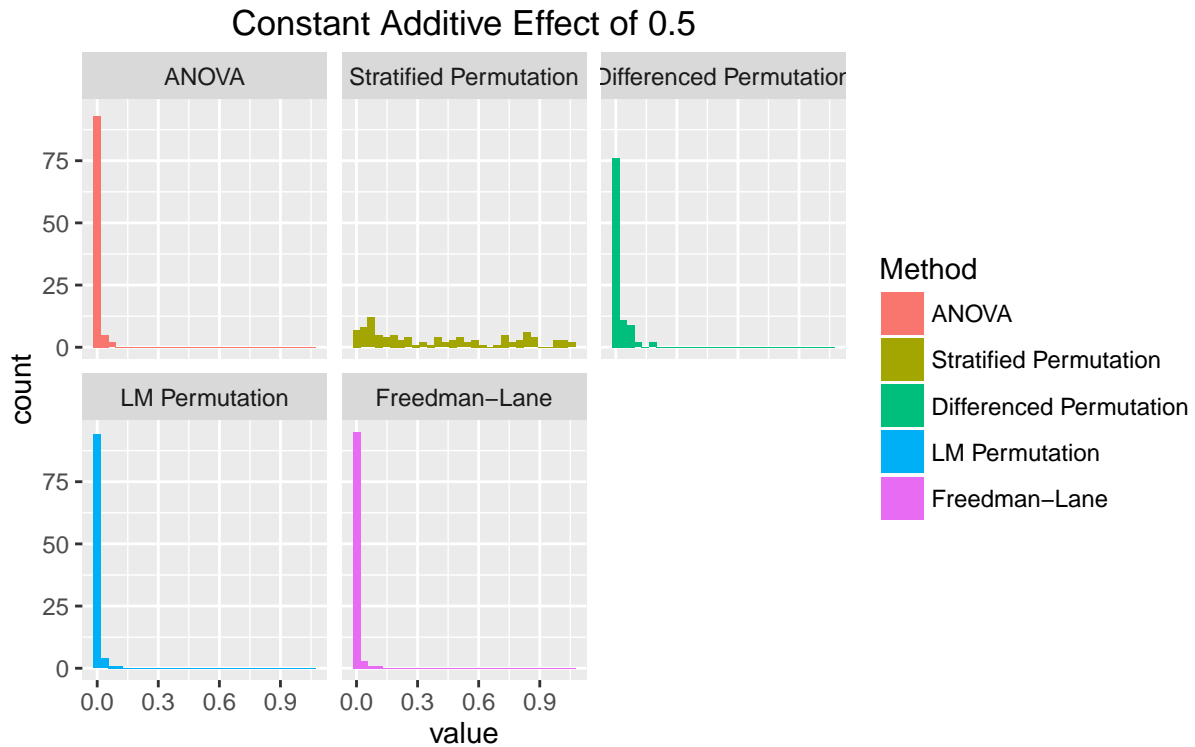 Constant Additive Effect of 0.5
ANOVA
Stratified Permutation
Differenced Permutation
75
50
25
0
count
LM Permutation
Freedman−Lane
75
50
25
0
0.0 0.3 0.6 0.9
0.0 0.3 0.6 0.9
value
Method
ANOVA
Stratified Permutation
Differenced Permutation
LM Permutation
Freedman−Lane